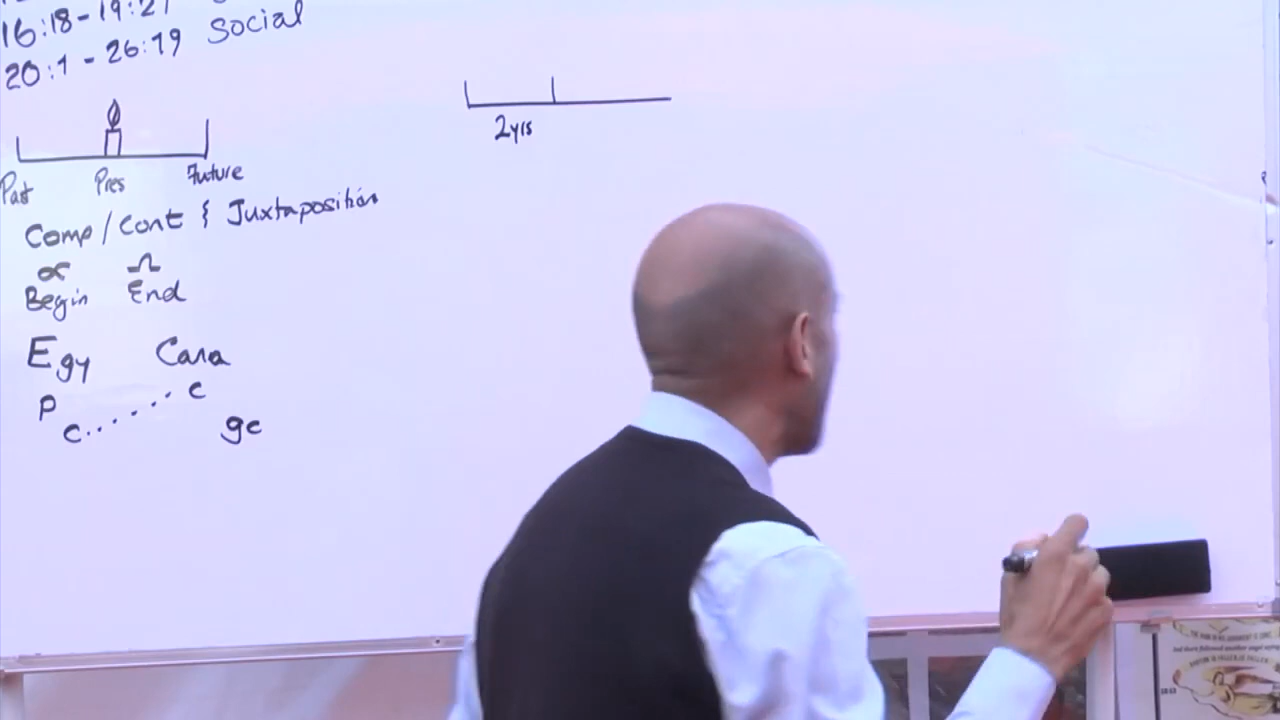 16:18-19:27
20:1-26:19 Social
2yrs
Past Pres Future
Comp/Cont & Juxtaposition
∝ Ω
Begin End
Egy Cana
P c......c
gc